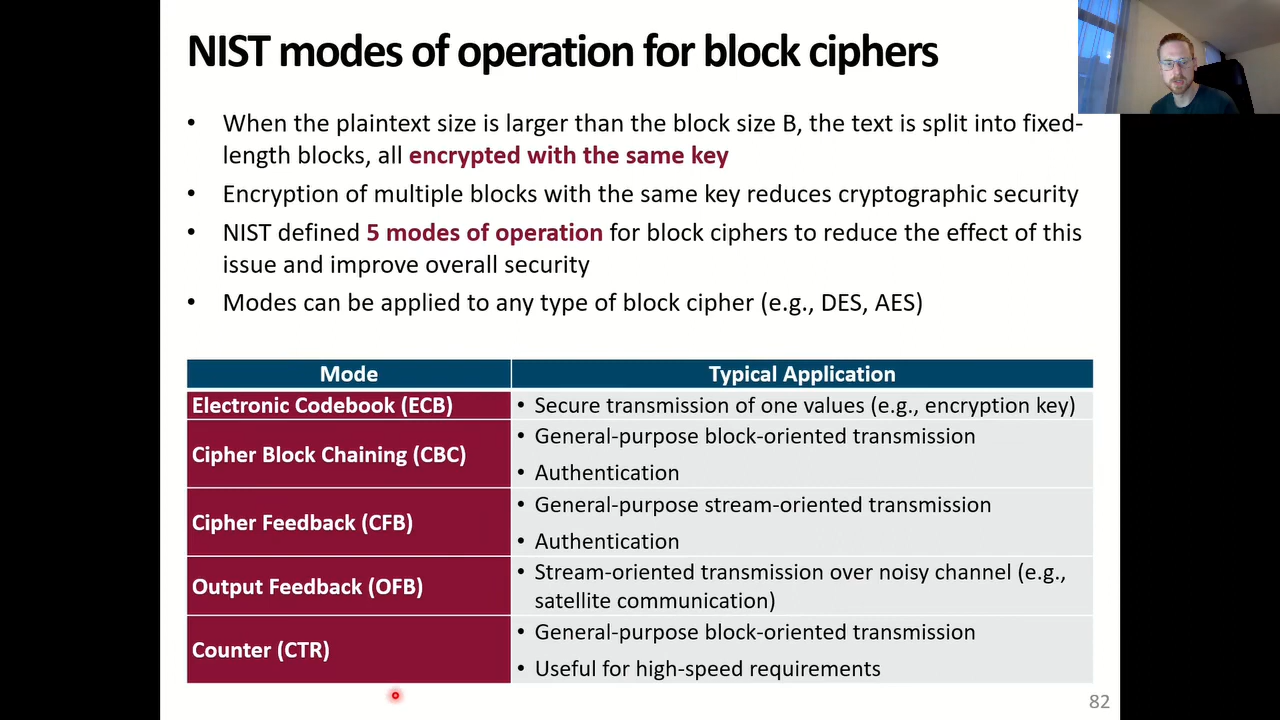 NIST modes of operation for block ciphers
• When the plaintext size is larger than the block size B, the text is split into fixed-
length blocks, all encrypted with the same key
• Encryption of multiple blocks with the same key reduces cryptographic security
• NIST defined 5 modes of operation for block ciphers to reduce the effect of this
issue and improve overall security
• Modes can be applied to any type of block cipher (e.g., DES, AES)
Mode Typical Application
Electronic Codebook (ECB) • Secure transmission of one values (e.g., encryption key)
Cipher Block Chaining (CBC)
• General-purpose block-oriented transmission
• Authentication
Cipher Feedback (CFB)
• General-purpose stream-oriented transmission
• Authentication
Output Feedback (OFB)
• Stream-oriented transmission over noisy channel (e.g.,
satellite communication)
Counter (CTR)
• General-purpose block-oriented transmission
• Useful for high-speed requirements
82